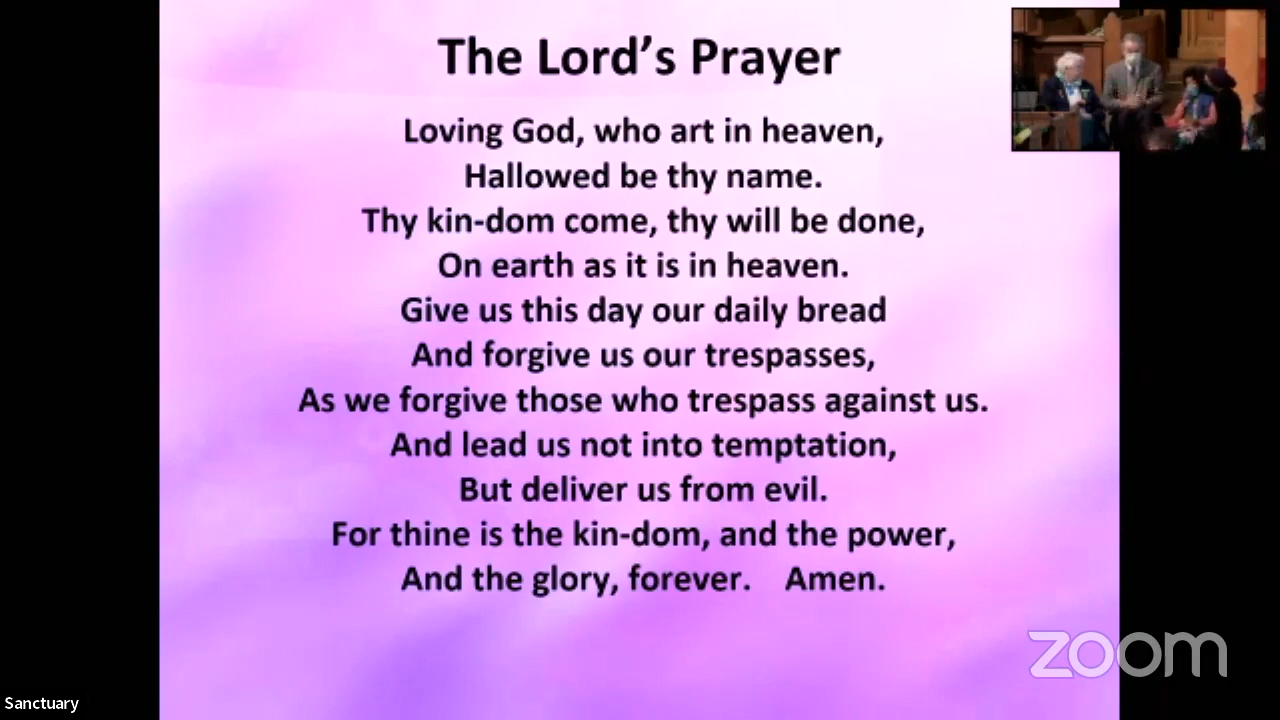 The Lord's Prayer
Loving God, who art in heaven,
Hallowed be thy name.
Thy kin-dom come, thy will be done,
On earth as it is in heaven.
Give us this day our daily bread
And forgive us our trespasses,
As we forgive those who trespass against us.
And lead us not into temptation,
But deliver us from evil.
For thine is the kin-dom, and the power,
And the glory, forever. Amen.
zoom
Sanctuary